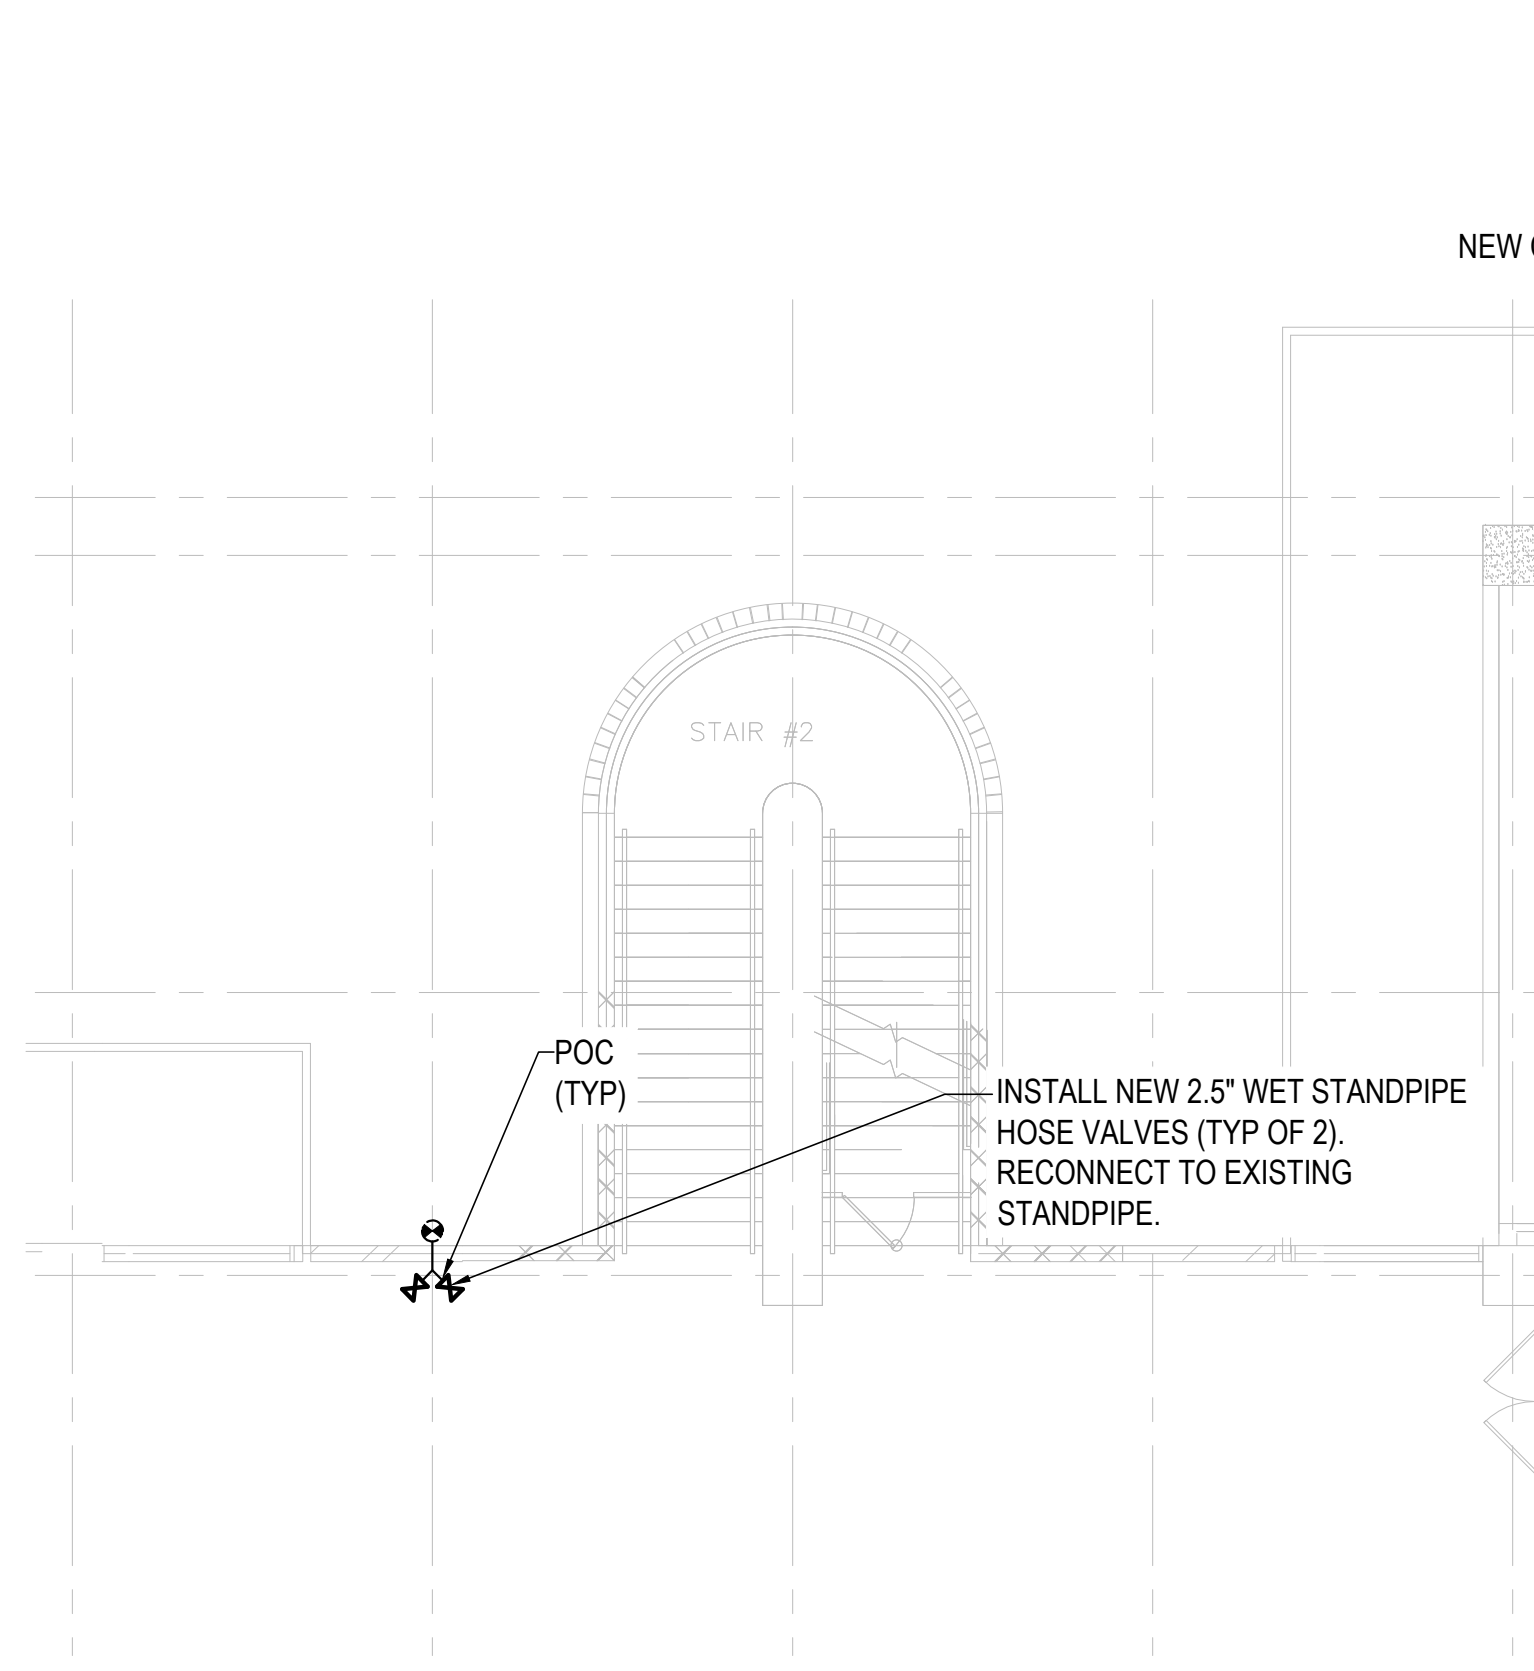 NEW
STAIR #2
POC
(TYP)
INSTALL NEW 2.5" WET STANDPIPE
HOSE VALVES (TYP OF 2).
RECONNECT TO EXISTING
STANDPIPE.